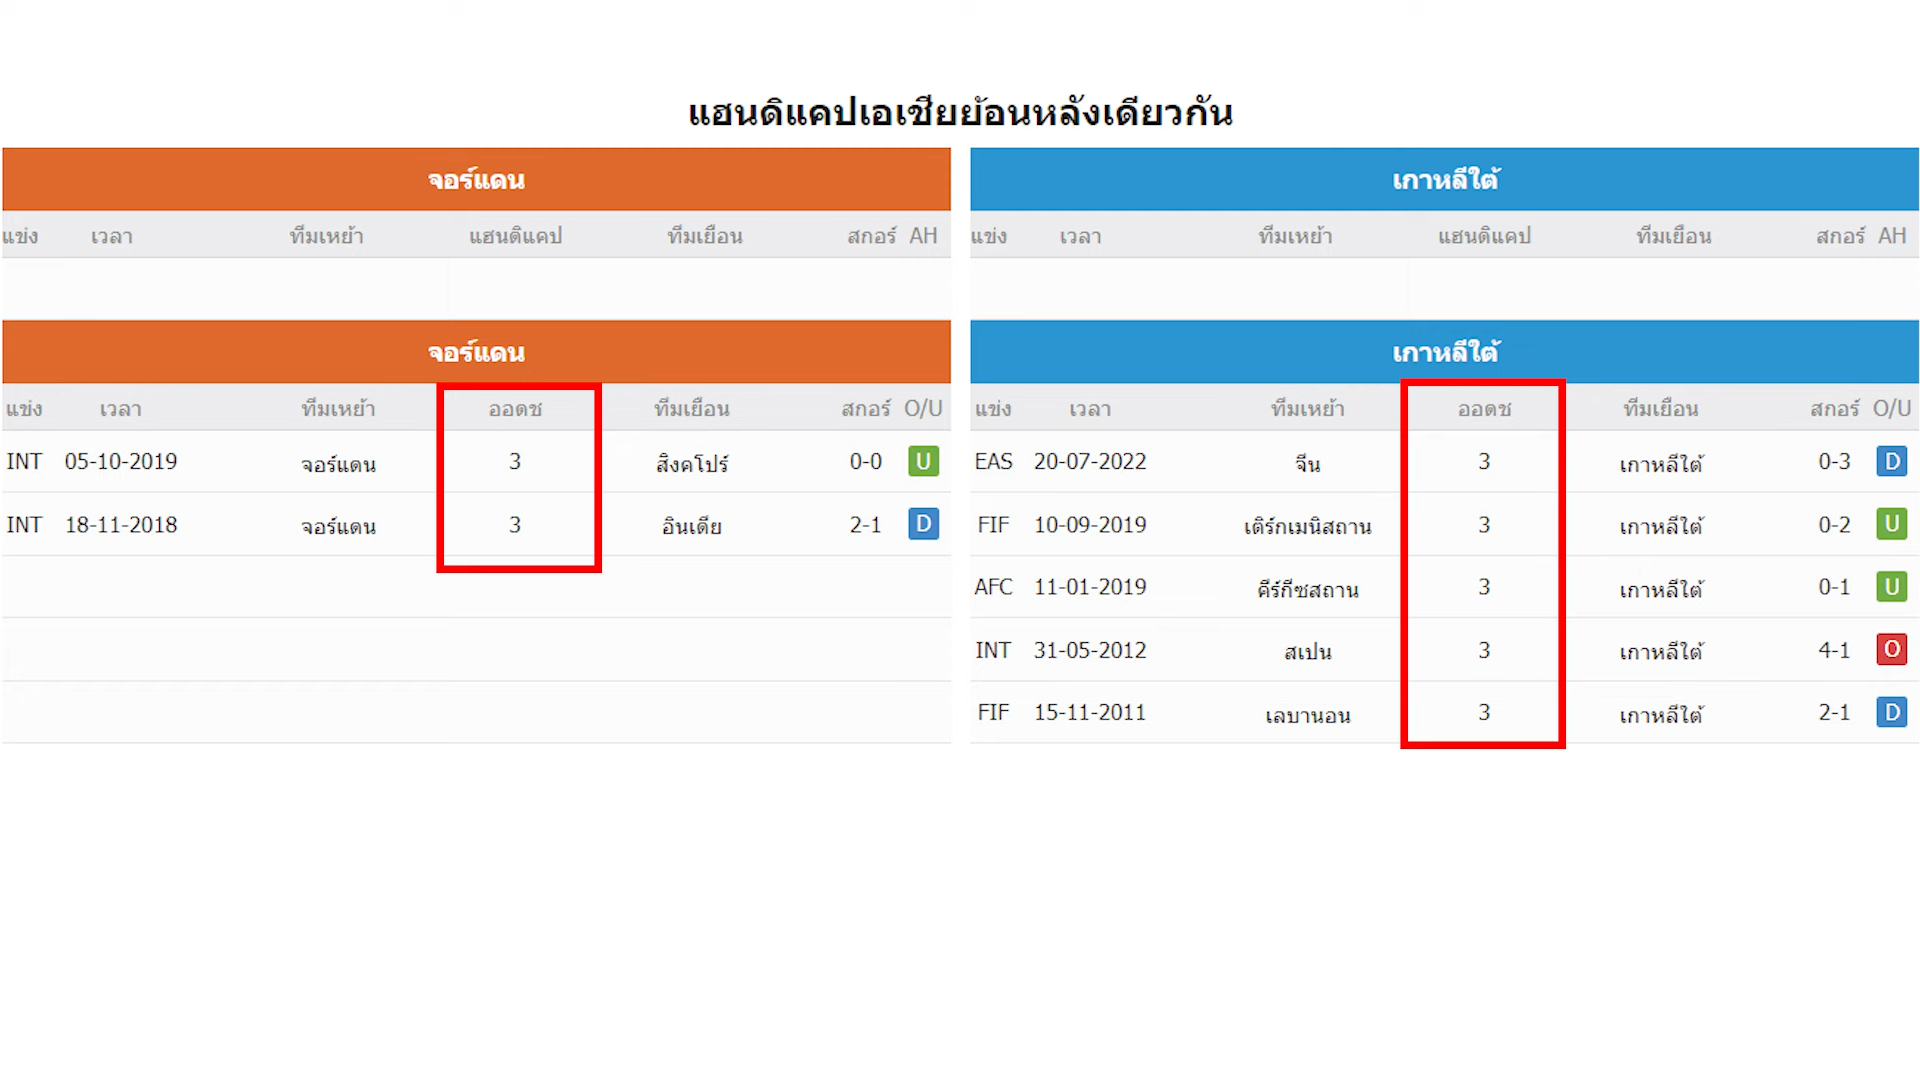 แฮนดิแคปเอเชียย้อนหลังเดียวกัน
จอร์แดน
แข่ง เวลา ทีมเหย้า แฮนดิแคป ทีมเยือน สกอร์ AH
เกาหลีใต้
แข่ง เวลา ทีมเหย้า แฮนดิแคป ทีมเยือน สกอร์ AH
จอร์แดน
แข่ง เวลา ทีมเหย้า ออดช ทีมเยือน สกอร์ O/U
INT 05-10-2019 จอร์แดน 3 สิงคโปร์ 0-0 U
INT 18-11-2018 จอร์แดน 3 อินเดีย 2-1 D
เกาหลีใต้
แข่ง เวลา ทีมเหย้า ออดช ทีมเยือน สกอร์ O/U
EAS 20-07-2022 จีน 3 เกาหลีใต้ 0-3 D
FIF 10-09-2019 เติร์กเมนิสถาน 3 เกาหลีใต้ 0-2 U
AFC 11-01-2019 คีร์กีซสถาน 3 เกาหลีใต้ 0-1 U
INT 31-05-2012 สเปน 3 เกาหลีใต้ 4-1 O
FIF 15-11-2011 เลบานอน 3 เกาหลีใต้ 2-1 D